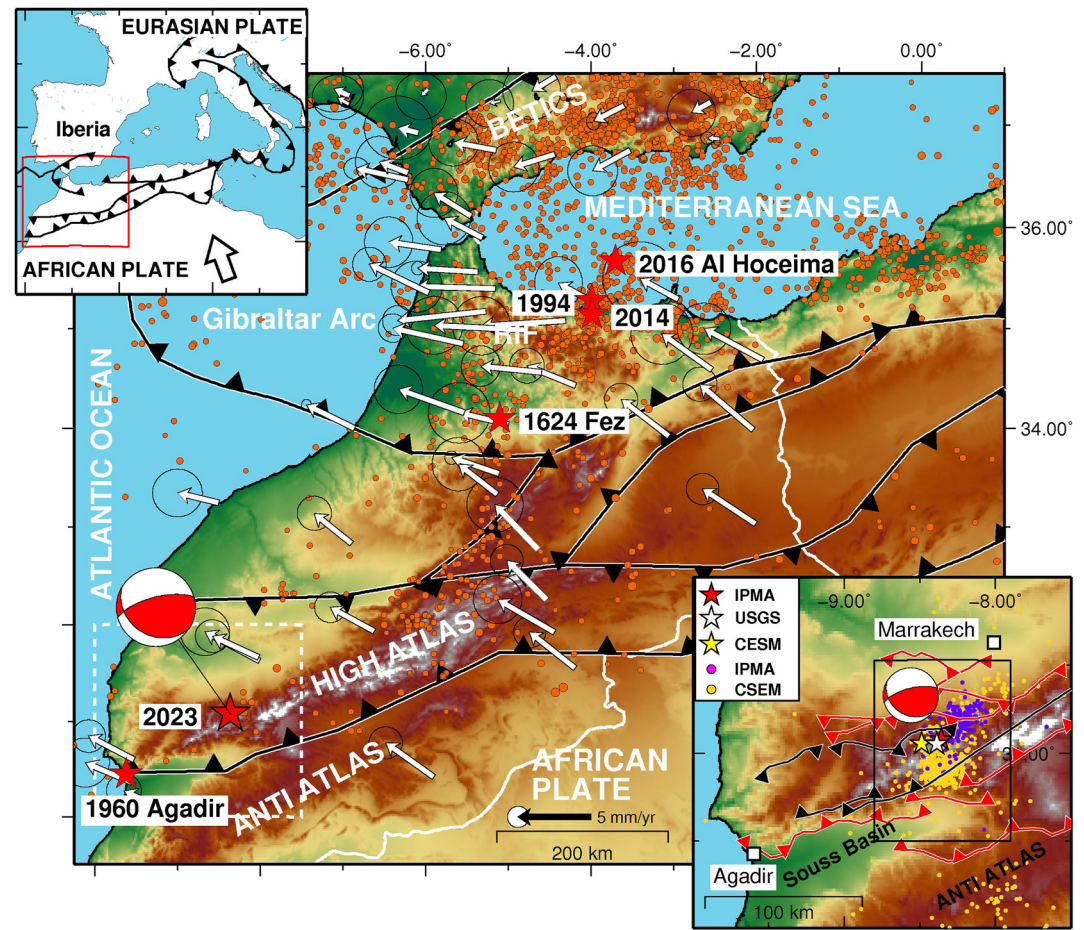 EURASIAN PLATE
Iberia
AFRICAN PLATE
−6.00˚
−4.00˚
−2.00˚
0.00˚
BETICS
MEDITERRANEAN SEA
36.00˚
2016 Al Hoceima
1994
2014
Gibraltar Arc
RIF
ATLANTIC OCEAN
1624 Fez
34.00˚
HIGH ATLAS
2023
ANTI ATLAS
AFRICAN
PLATE
1960 Agadir
5 mm/yr
200 km
IPMA
USGS
CESM
IPMA
CSEM
−9.00˚
−8.00˚
Marrakech
Souss Basin
Agadir
ANTI ATLAS
100 km